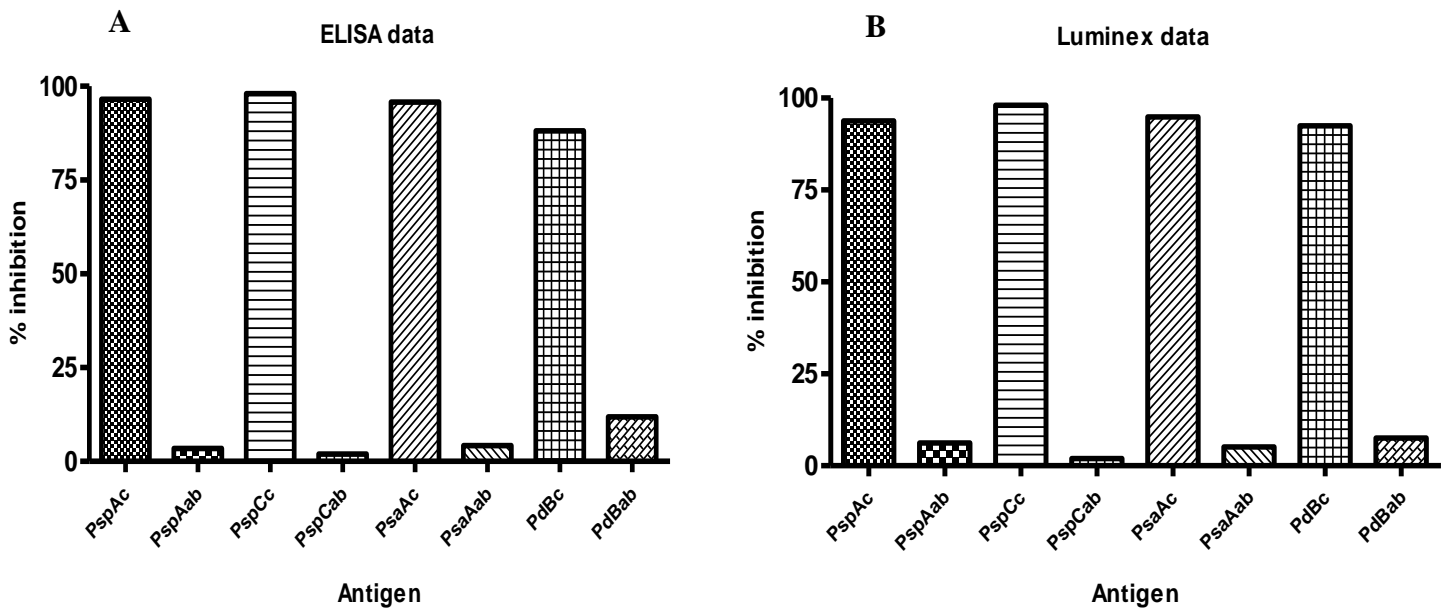 A
ELISA data
% inhibition
100
75
50
25
0
PspAc
PspAab
PspCc
PspCab
PsaAc
PsaAab
PdBc
PdBab
Antigen
B
Luminex data
% inhibition
100
75
50
25
0
PspAc
PspAab
PspCc
PspCab
PsaAc
PsaAab
PdBc
PdBab
Antigen